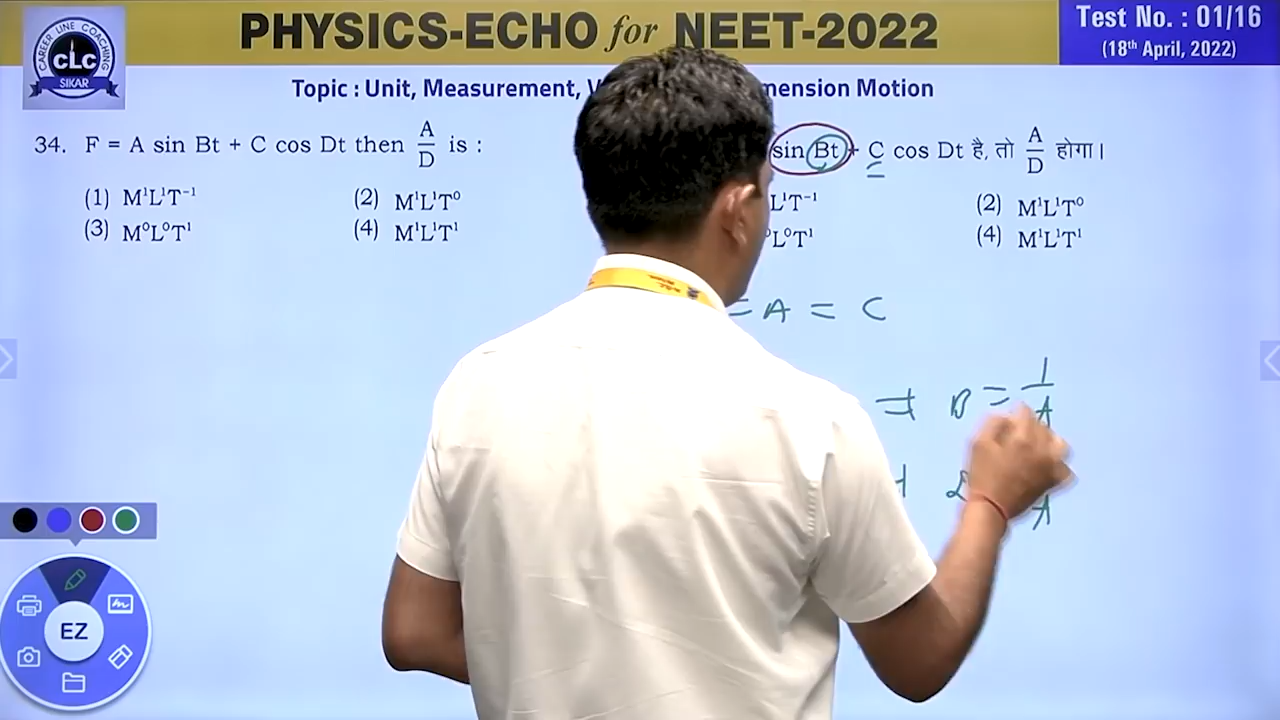 PHYSICS-ECHO for NEET-2022
Test No. : 01/16
(18th April, 2022)
CAREER LINE COACHING
CLC
SIKAR
Topic : Unit, Measurement, V mension Motion
34. F = A sin Bt + C cos Dt then A/D is :
(1) M¹L¹T⁻¹ (2) M¹L¹T⁰
(3) M⁰L⁰T¹ (4) M¹L¹T¹
sin Bt + C cos Dt है, तो A/D होगा।
L¹T⁻¹ (2) M¹L¹T⁰
L⁰T¹ (4) M¹L¹T¹
= A = C
B = 1/
EZ